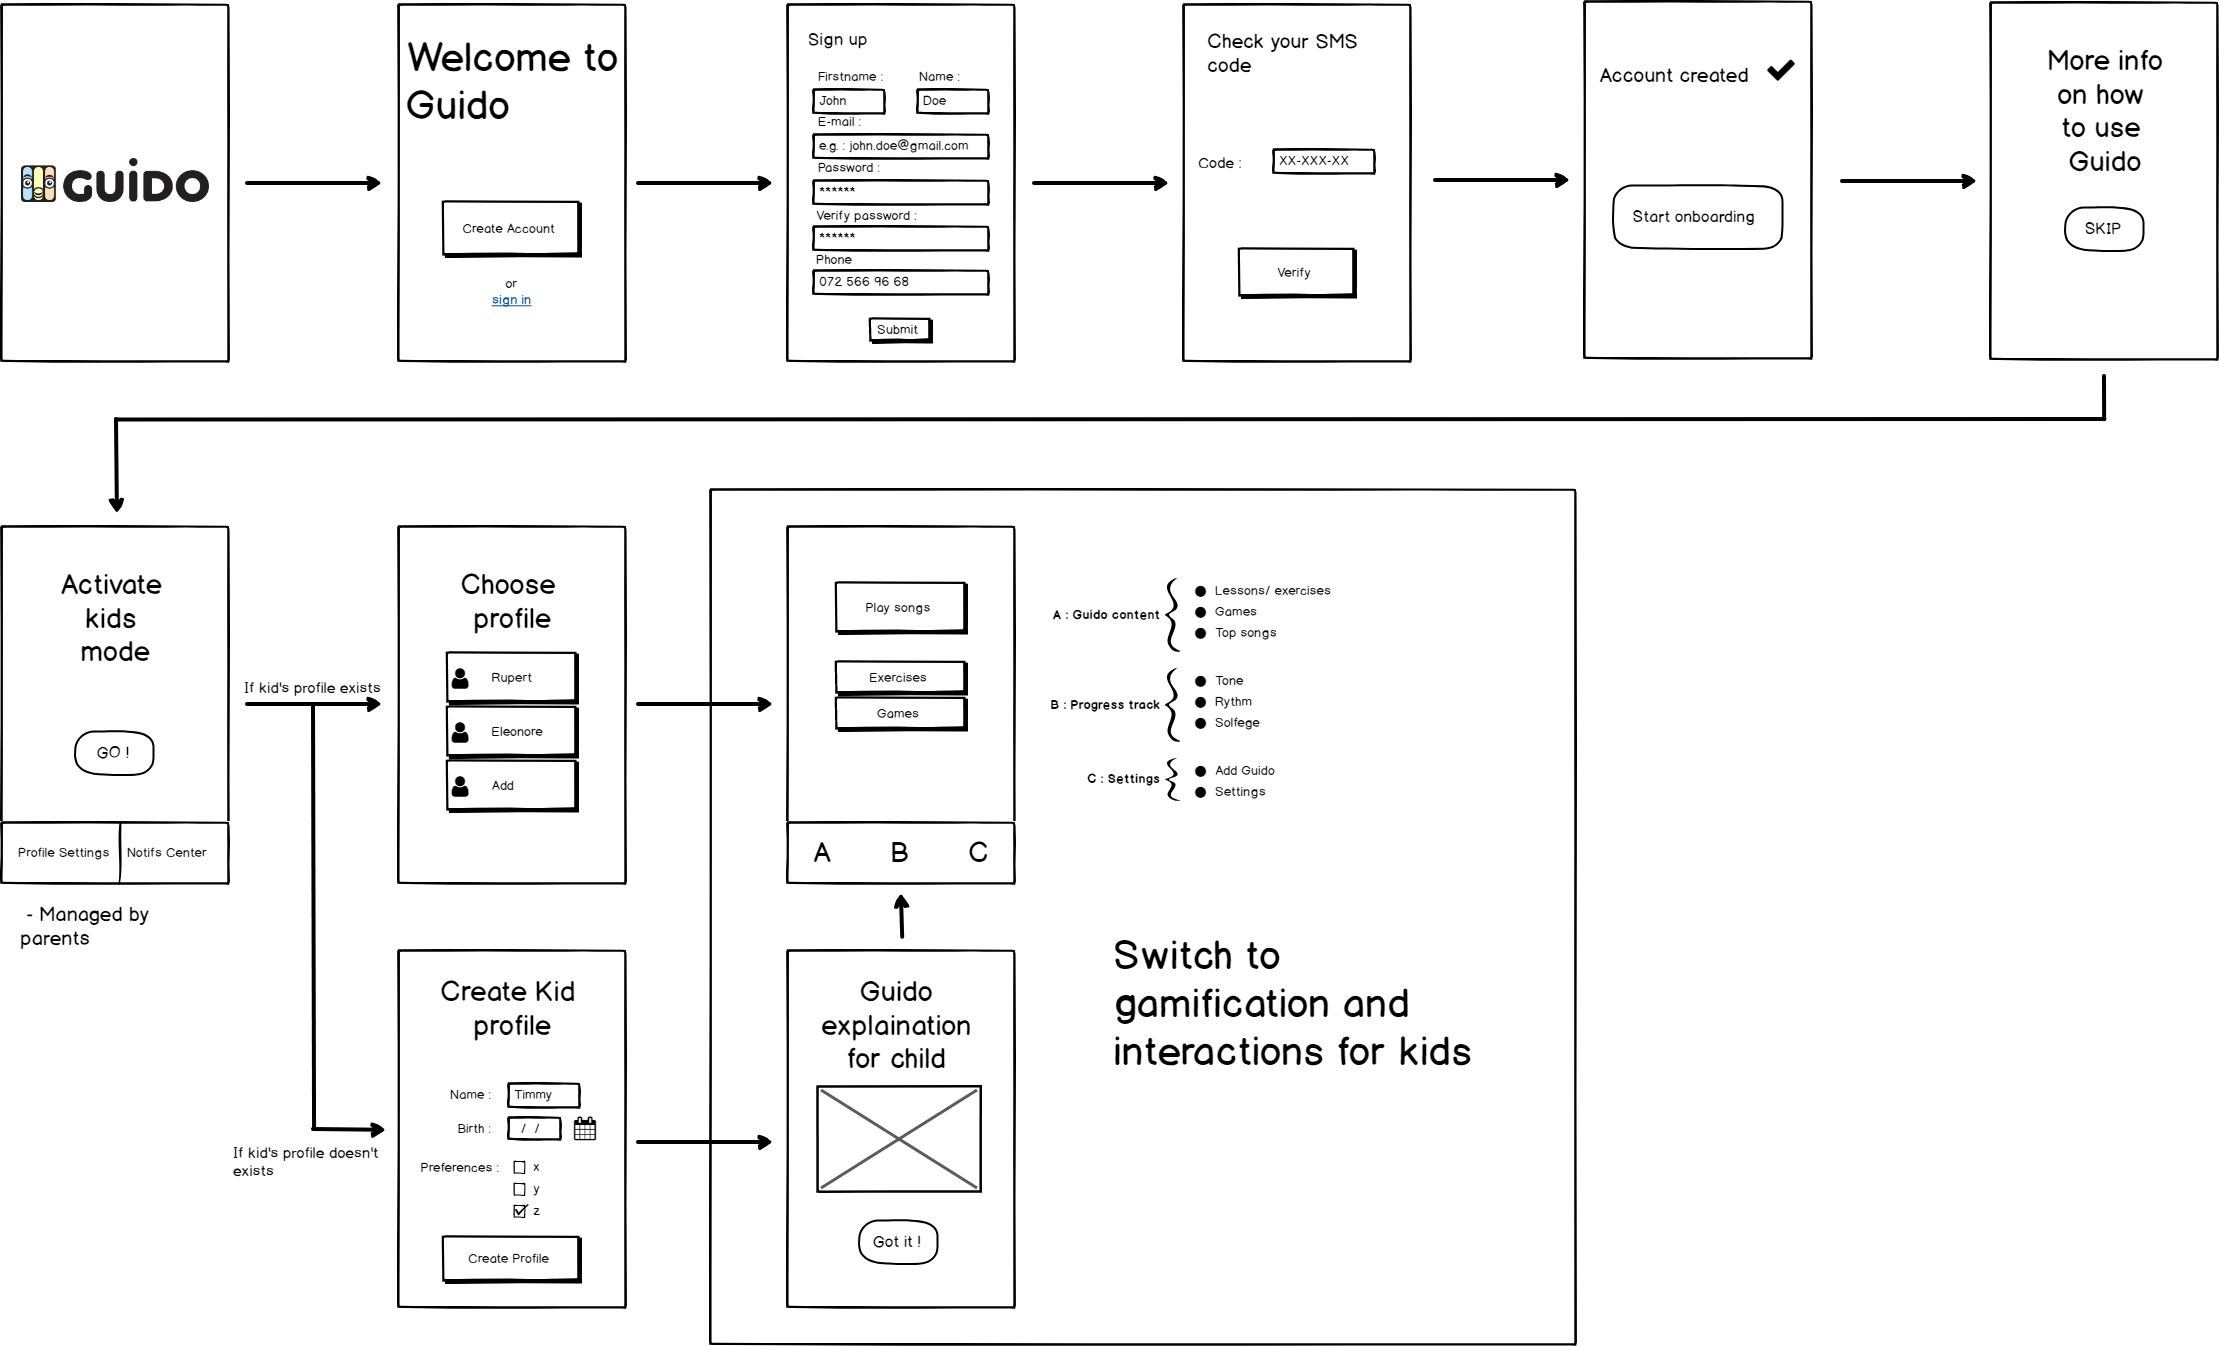 GUIDO
Welcome to
Guido
Create Account
or
sign in
Sign up
Firstname :
Name :
John
Doe
E-mail :
e.g. : john.doe@gmail.com
Password :
******
Verify password :
******
Phone
072 566 96 68
Submit
Check your SMS
code
Code :
XX-XXX-XX
Verify
Account created
Start onboarding
More info
on how
to use
Guido
SKIP
Activate
kids
mode
GO !
Profile Settings
Notifs Center
- Managed by
parents
If kid's profile exists
If kid's profile doesn't
exists
Choose
profile
Rupert
Eleonore
Add
Play songs
Exercises
Games
A
B
C
A : Guido content
Lessons/ exercises
Games
Top songs
B : Progress track
Tone
Rythm
Solfege
C : Settings
Add Guido
Settings
Create Kid
profile
Name :
Timmy
Birth :
/ /
Preferences :
x
y
z
Create Profile
Guido
explaination
for child
Got it !
Switch to
gamification and
interactions for kids